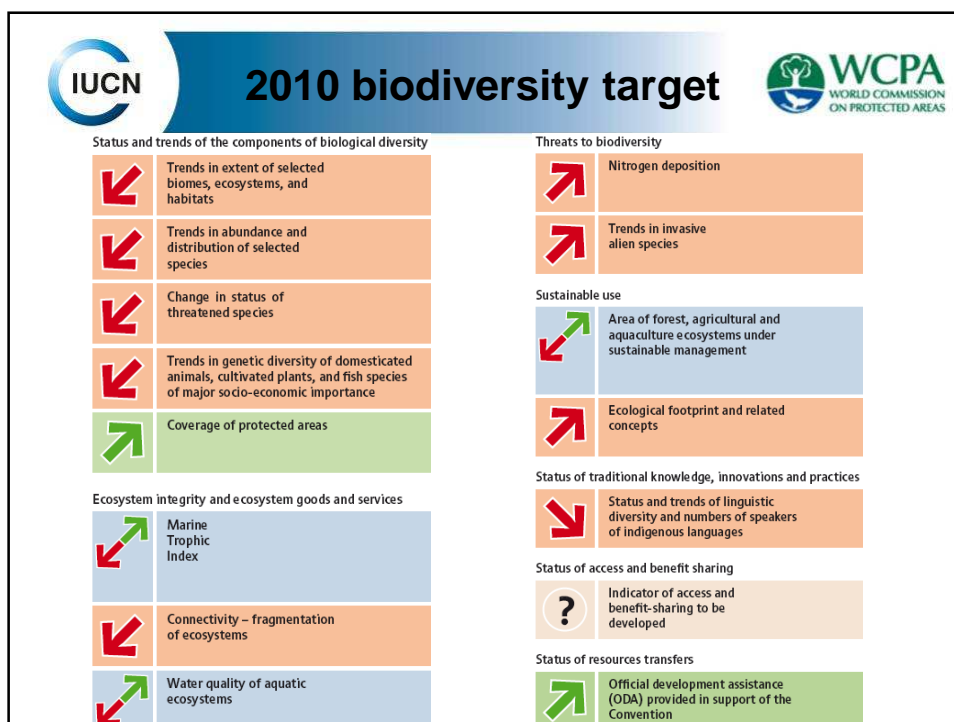 IUCN
2010 biodiversity target
WCPA
WORLD COMMISSION
ON PROTECTED AREAS
Status and trends of the components of biological diversity
Trends in extent of selected
biomes, ecosystems, and
habitats
Trends in abundance and
distribution of selected
species
Change in status of
threatened species
Trends in genetic diversity of domesticated
animals, cultivated plants, and fish species
of major socio-economic importance
Coverage of protected areas
Ecosystem integrity and ecosystem goods and services
Marine
Trophic
Index
Connectivity – fragmentation
of ecosystems
Water quality of aquatic
ecosystems
Threats to biodiversity
Nitrogen deposition
Trends in invasive
alien species
Sustainable use
Area of forest, agricultural and
aquaculture ecosystems under
sustainable management
Ecological footprint and related
concepts
Status of traditional knowledge, innovations and practices
Status and trends of linguistic
diversity and numbers of speakers
of indigenous languages
Status of access and benefit sharing
?
Indicator of access and
benefit-sharing to be
developed
Status of resources transfers
Official development assistance
(ODA) provided in support of the
Convention